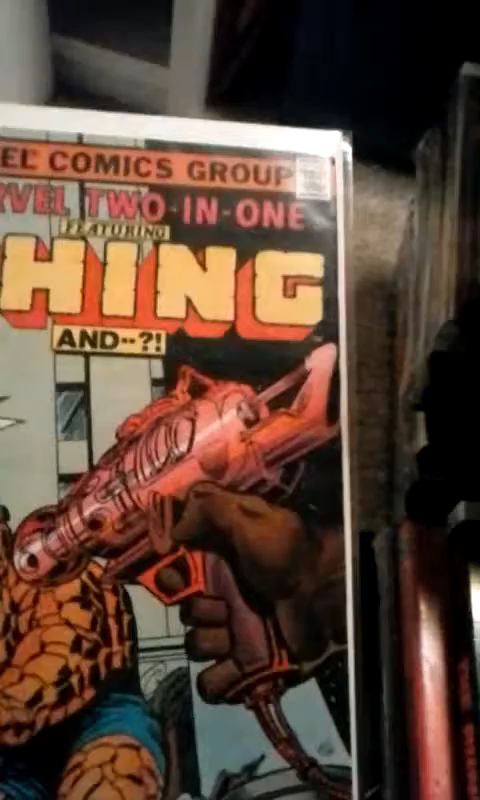 EL COMICS GROUP
RVEL TWO-IN-ONE
FEATURING
HING
AND--?!